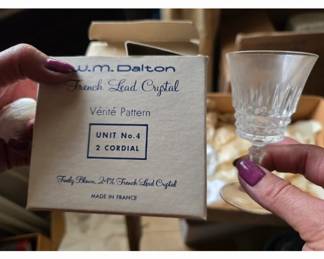 W.M. Dalton
French Lead Crystal
Vérité Pattern
UNIT No. 4
2 CORDIAL
Finely Blown, 24% French Lead Crystal
MADE IN FRANCE